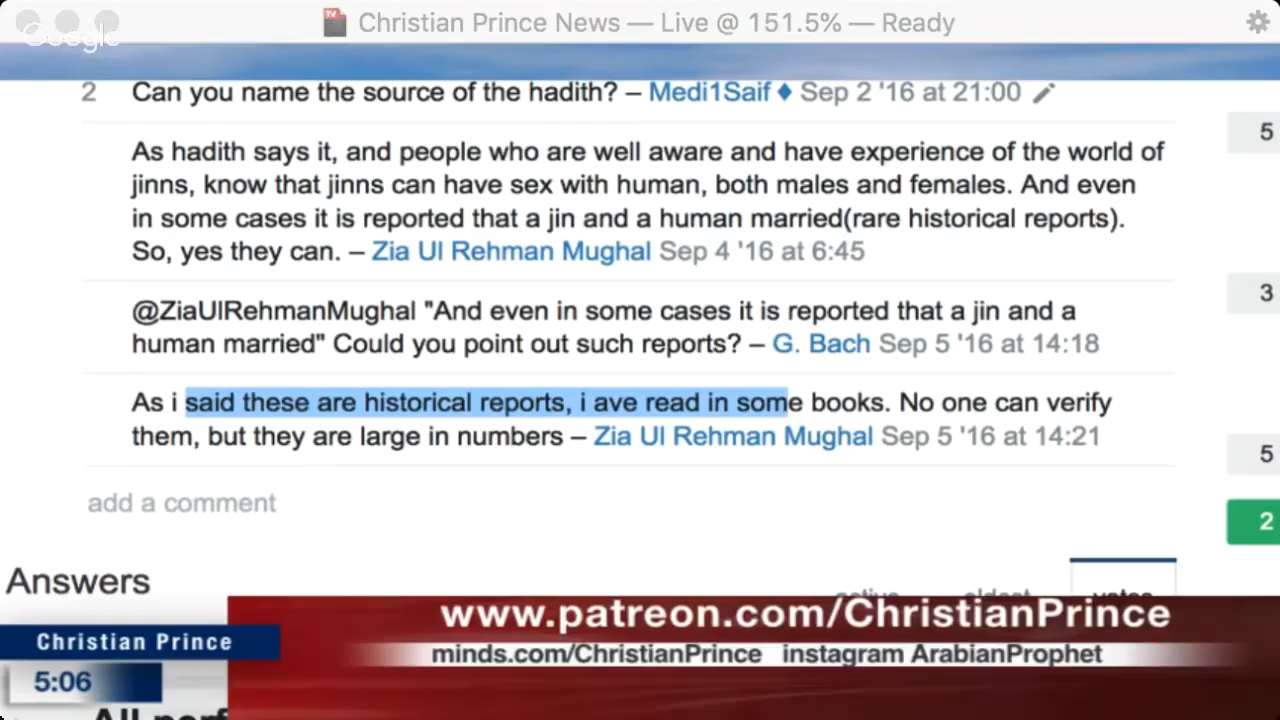 Christian Prince News — Live @ 151.5% — Ready
Google
2 Can you name the source of the hadith? – Medi1Saif ♦ Sep 2 '16 at 21:00
5
As hadith says it, and people who are well aware and have experience of the world of
jinns, know that jinns can have sex with human, both males and females. And even
in some cases it is reported that a jin and a human married(rare historical reports).
So, yes they can. – Zia Ul Rehman Mughal Sep 4 '16 at 6:45
3
@ZiaUlRehmanMughal "And even in some cases it is reported that a jin and a
human married" Could you point out such reports? – G. Bach Sep 5 '16 at 14:18
As i said these are historical reports, i ave read in some books. No one can verify
them, but they are large in numbers – Zia Ul Rehman Mughal Sep 5 '16 at 14:21
5
add a comment
2
Answers
active oldest votes
www.patreon.com/ChristianPrince
Christian Prince
minds.com/ChristianPrince instagram ArabianProphet
5:06